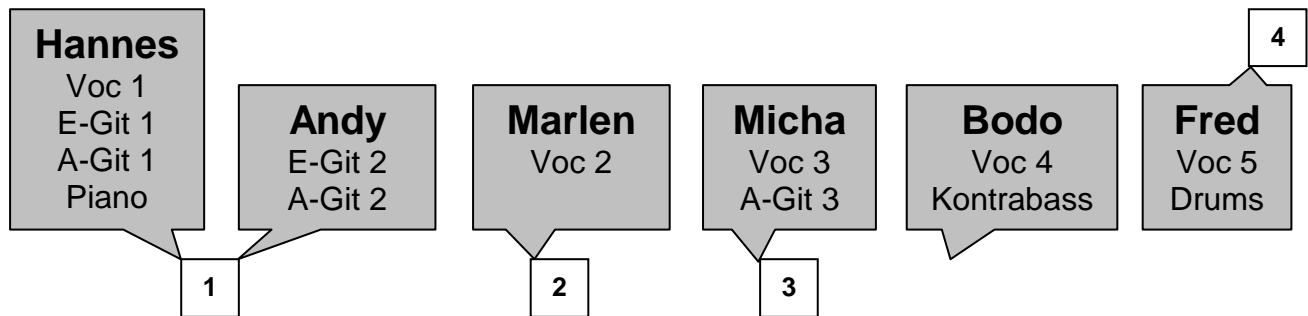 Hannes
Voc 1
E-Git 1
A-Git 1
Piano
Andy
E-Git 2
A-Git 2
Marlen
Voc 2
Micha
Voc 3
A-Git 3
Bodo
Voc 4
Kontrabass
Fred
Voc 5
Drums
4
1
2
3